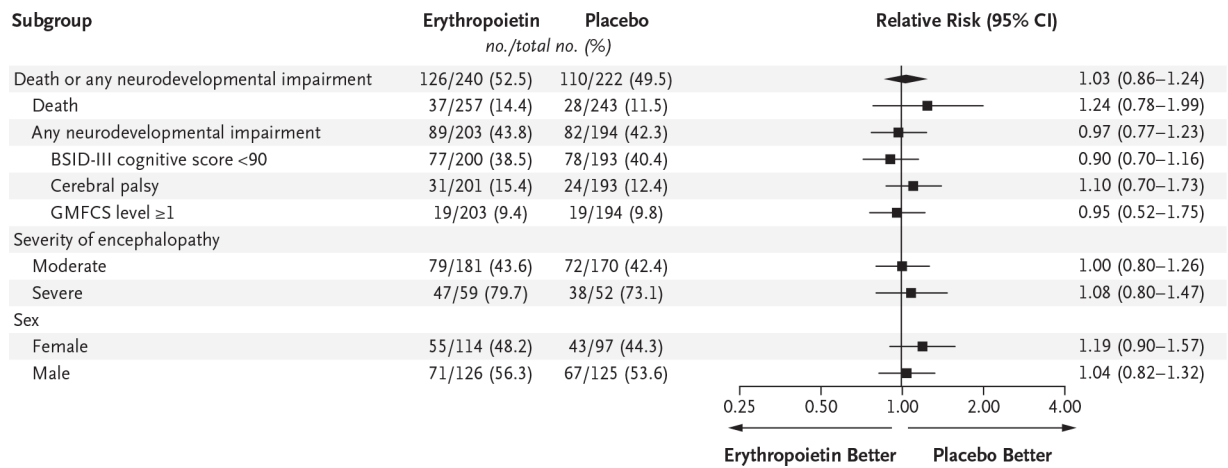 Subgroup Erythropoietin Placebo Relative Risk (95% CI)
no./total no. (%)
Death or any neurodevelopmental impairment 126/240 (52.5) 110/222 (49.5) 1.03 (0.86–1.24)
Death 37/257 (14.4) 28/243 (11.5) 1.24 (0.78–1.99)
Any neurodevelopmental impairment 89/203 (43.8) 82/194 (42.3) 0.97 (0.77–1.23)
BSID-III cognitive score <90 77/200 (38.5) 78/193 (40.4) 0.90 (0.70–1.16)
Cerebral palsy 31/201 (15.4) 24/193 (12.4) 1.10 (0.70–1.73)
GMFCS level ≥1 19/203 (9.4) 19/194 (9.8) 0.95 (0.52–1.75)
Severity of encephalopathy
Moderate 79/181 (43.6) 72/170 (42.4) 1.00 (0.80–1.26)
Severe 47/59 (79.7) 38/52 (73.1) 1.08 (0.80–1.47)
Sex
Female 55/114 (48.2) 43/97 (44.3) 1.19 (0.90–1.57)
Male 71/126 (56.3) 67/125 (53.6) 1.04 (0.82–1.32)
0.25 0.50 1.00 2.00 4.00
Erythropoietin Better Placebo Better